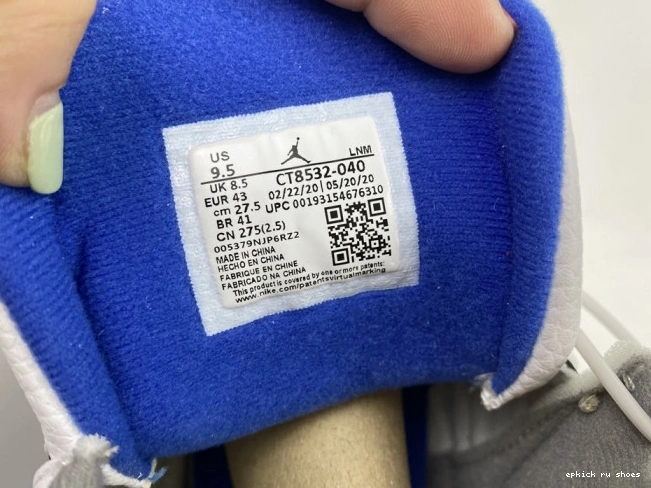 US
9.5
LNM
UK 8.5
CT8532-040
EUR 43
02/22/20 | 05/20/20
cm 27.5
UPC 00193154676310
BR 41
CN 275(2.5)
005379NJP6RZ2
MADE IN CHINA
HECHO EN CHINA
FABRIQUE EN CHINE
FABRICADO NA CHINA
This product is covered by one or more patents:
www.nike.com/patentsvirtualmarking
epkick ru shoes